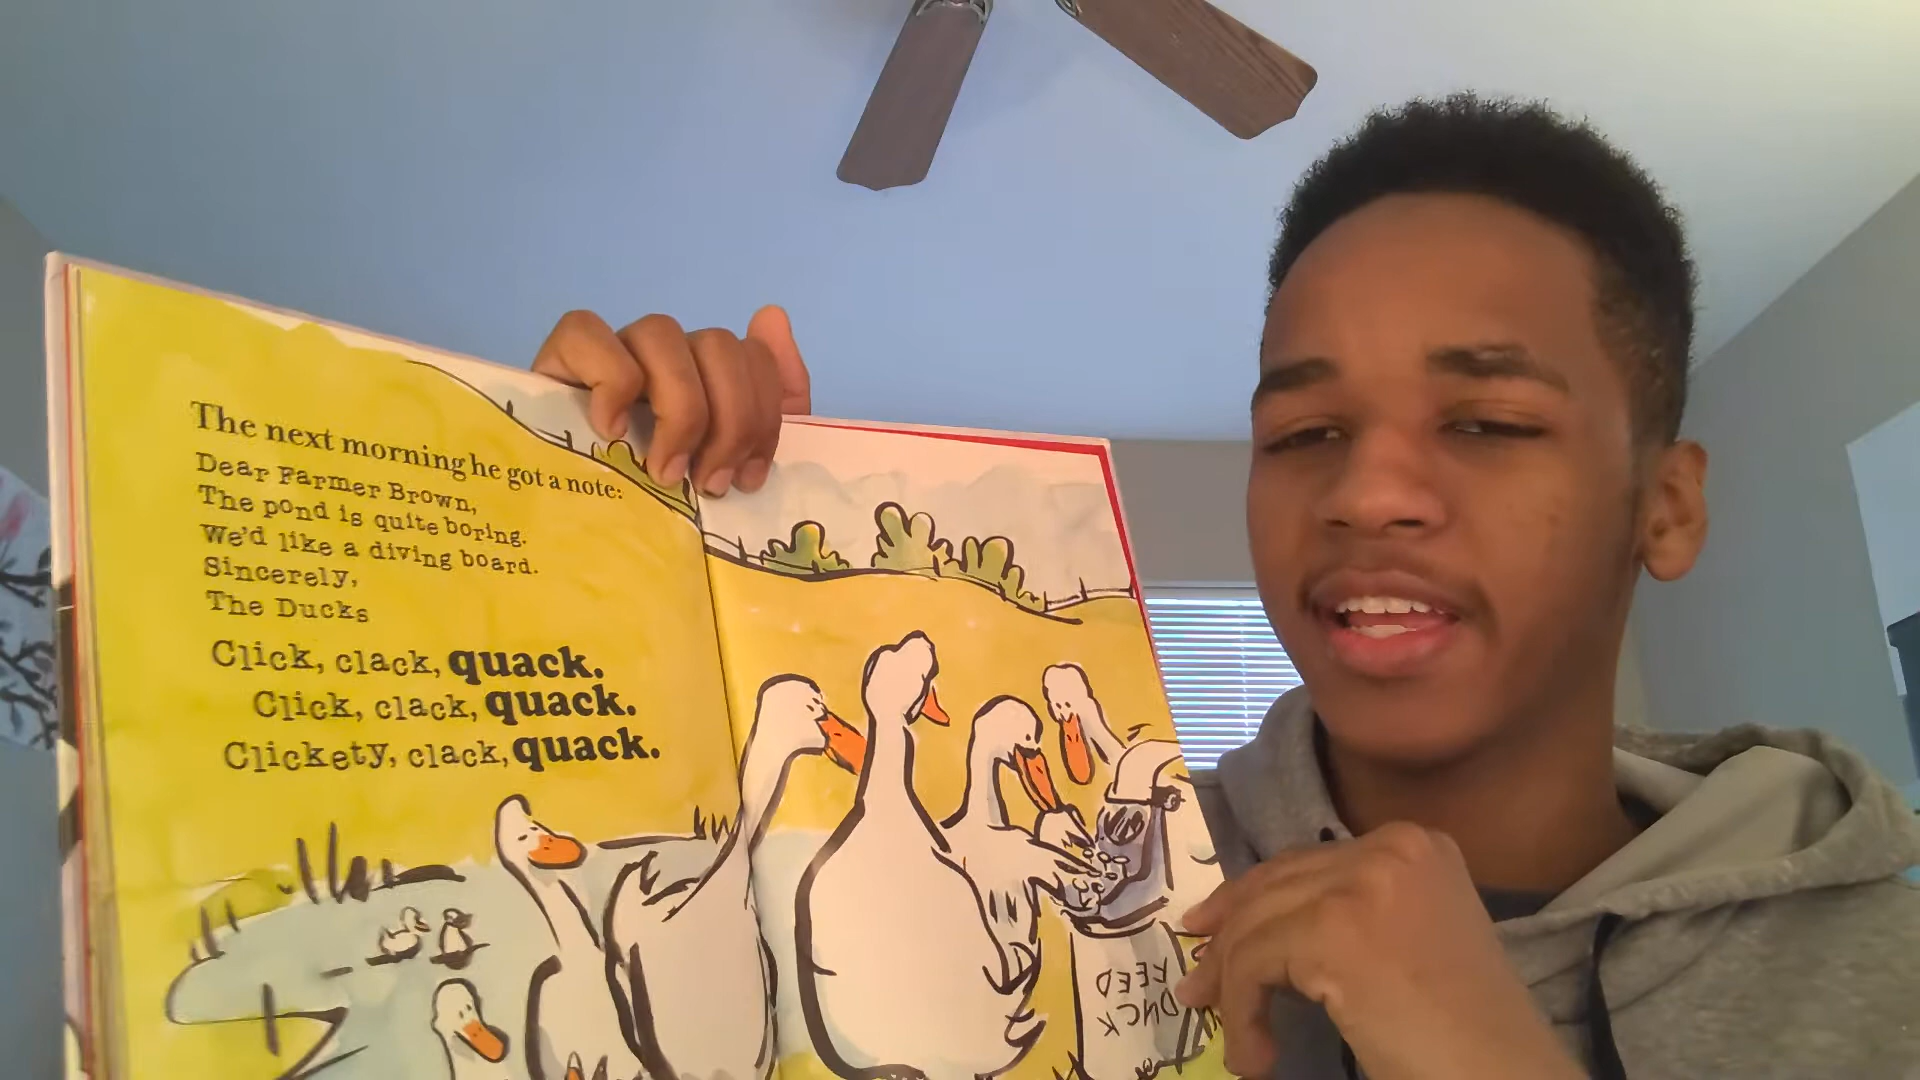 The next morning he got a note:
Dear Farmer Brown,
The pond is quite boring.
We'd like a diving board.
Sincerely,
The Ducks
Click, clack, quack.
Click, clack, quack.
Clickety, clack, quack.
DUCK
FEED